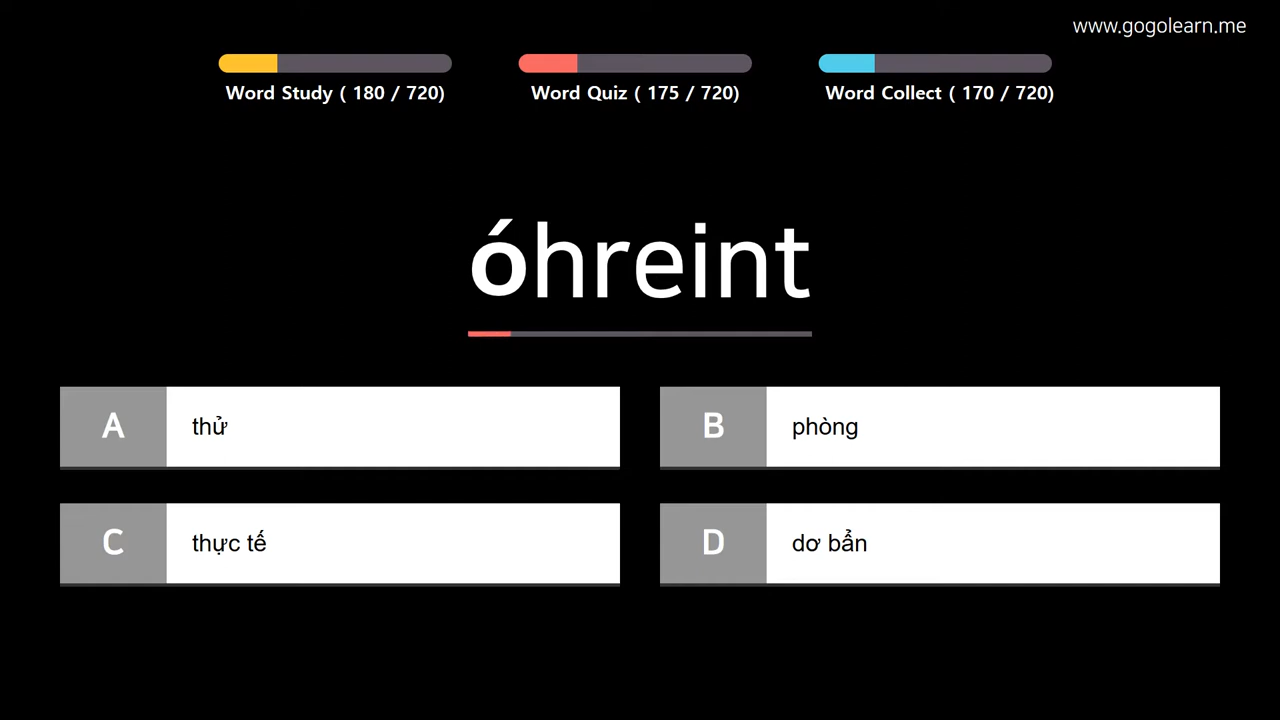 www.gogolearn.me
Word Study ( 180 / 720)
Word Quiz ( 175 / 720)
Word Collect ( 170 / 720)
óhreint
A thử
B phòng
C thực tế
D dơ bẩn